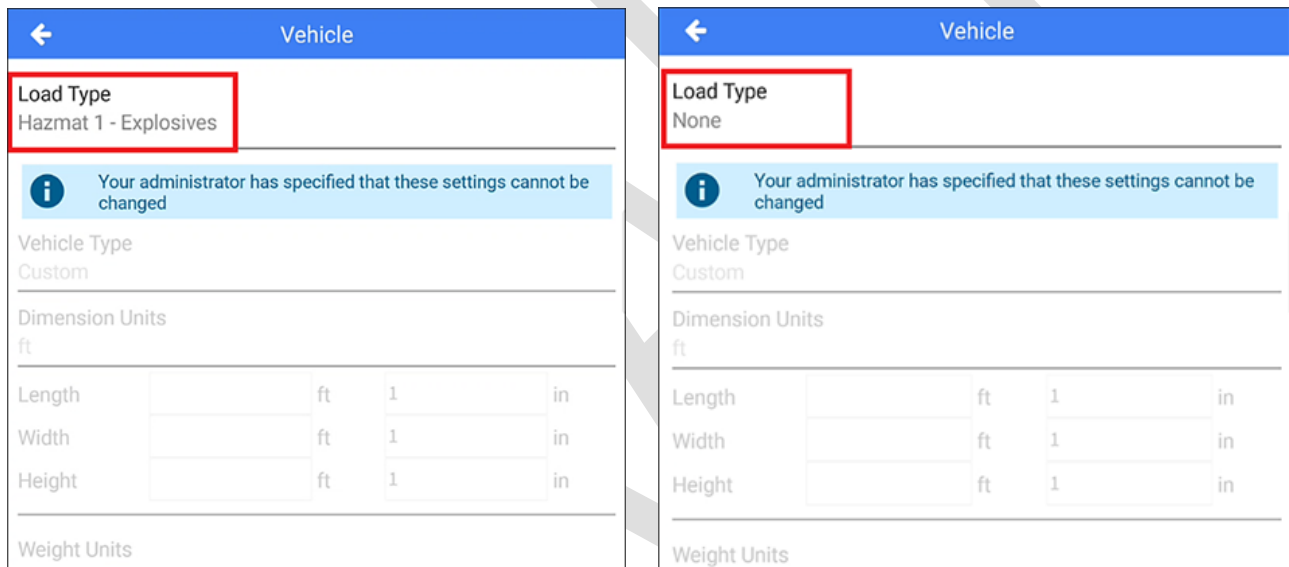 Vehicle
Load Type
Hazmat 1 - Explosives
Your administrator has specified that these settings cannot be
changed
Vehicle Type
Custom
Dimension Units
ft
Length ft 1 in
Width ft 1 in
Height ft 1 in
Weight Units
Vehicle
Load Type
None
Your administrator has specified that these settings cannot be
changed
Vehicle Type
Custom
Dimension Units
ft
Length ft 1 in
Width ft 1 in
Height ft 1 in
Weight Units